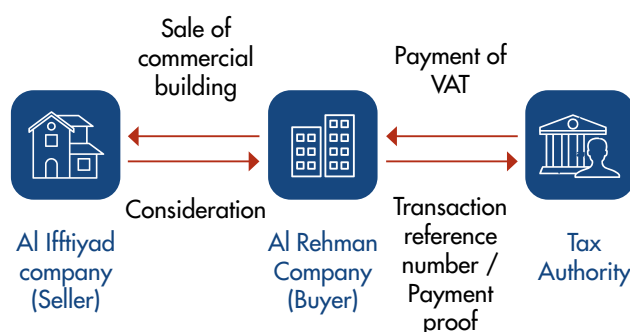 Sale of
commercial
building
Payment of
VAT
Consideration
Transaction
reference
number /
Payment
proof
Al Ifftiyad
company
(Seller)
Al Rehman
Company
(Buyer)
Tax
Authority